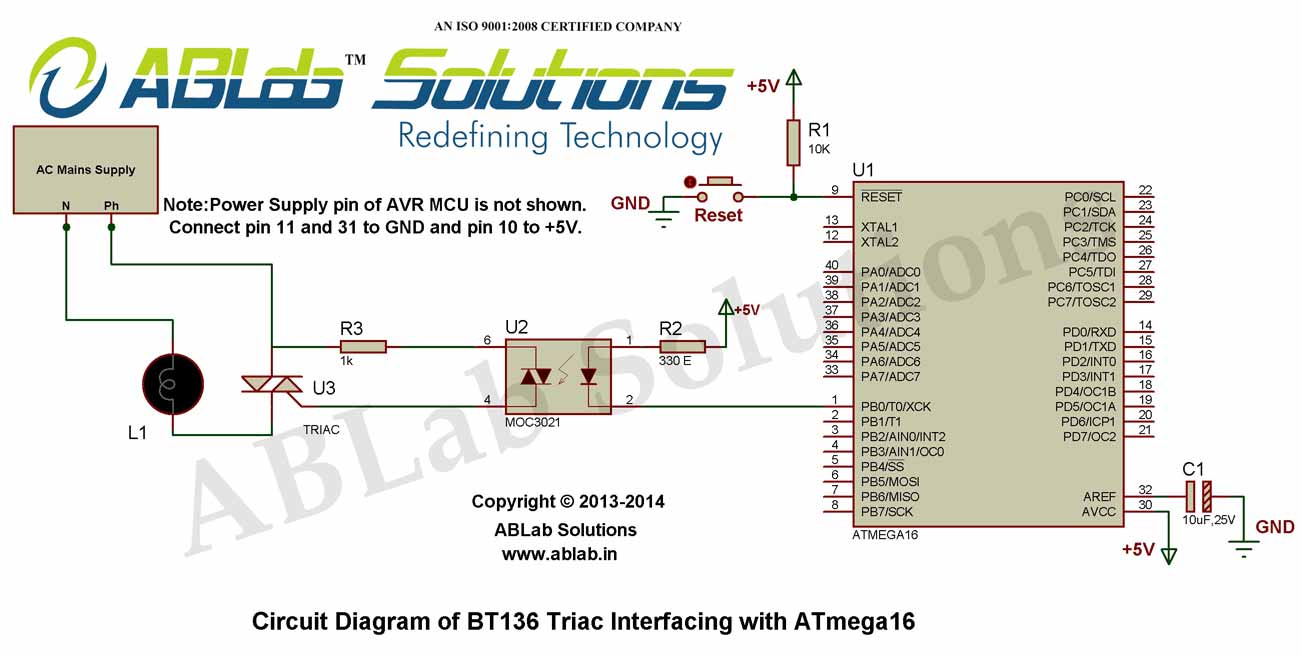 AN ISO 9001:2008 CERTIFIED COMPANY
ABLab Solutions
TM
Redefining Technology
AC Mains Supply
N Ph
Note:Power Supply pin of AVR MCU is not shown.
Connect pin 11 and 31 to GND and pin 10 to +5V.
+5V
R1
10K
GND
Reset
U1
9 RESET
13 XTAL1
12 XTAL2
40 PA0/ADC0
39 PA1/ADC1
38 PA2/ADC2
37 PA3/ADC3
36 PA4/ADC4
35 PA5/ADC5
34 PA6/ADC6
33 PA7/ADC7
1 PB0/T0/XCK
2 PB1/T1
3 PB2/AIN0/INT2
4 PB3/AIN1/OC0
5 PB4/SS
6 PB5/MOSI
7 PB6/MISO
8 PB7/SCK
PC0/SCL 22
PC1/SDA 23
PC2/TCK 24
PC3/TMS 25
PC4/TDO 26
PC5/TDI 27
PC6/TOSC1 28
PC7/TOSC2 29
PD0/RXD 14
PD1/TXD 15
PD2/INT0 16
PD3/INT1 17
PD4/OC1B 18
PD5/OC1A 19
PD6/ICP1 20
PD7/OC2 21
AREF 32
AVCC 30
ATMEGA16
C1
10uF,25V
GND
+5V
R3
1k
6
U2
1
R2
330 E
+5V
4
2
MOC3021
U3
TRIAC
L1
ABLab Solution
Copyright © 2013-2014
ABLab Solutions
www.ablab.in
Circuit Diagram of BT136 Triac Interfacing with ATmega16